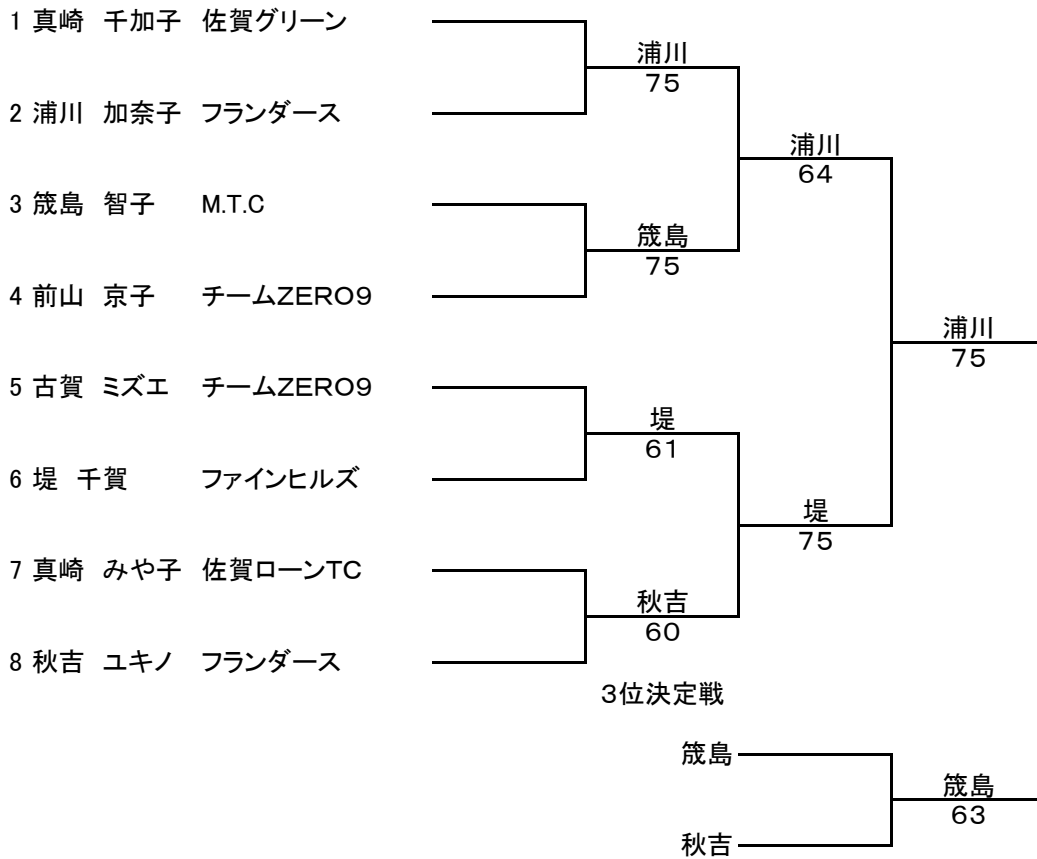 1 真崎 千加子 佐賀グリーン
浦川
75
2 浦川 加奈子 フランダース
浦川
64
3 筬島 智子 M.T.C
筬島
75
4 前山 京子 チームZERO9
浦川
75
5 古賀 ミズエ チームZERO9
堤
61
6 堤 千賀 ファインヒルズ
堤
75
7 真崎 みや子 佐賀ローンTC
秋吉
60
8 秋吉 ユキノ フランダース
3位決定戦
筬島
筬島
63
秋吉